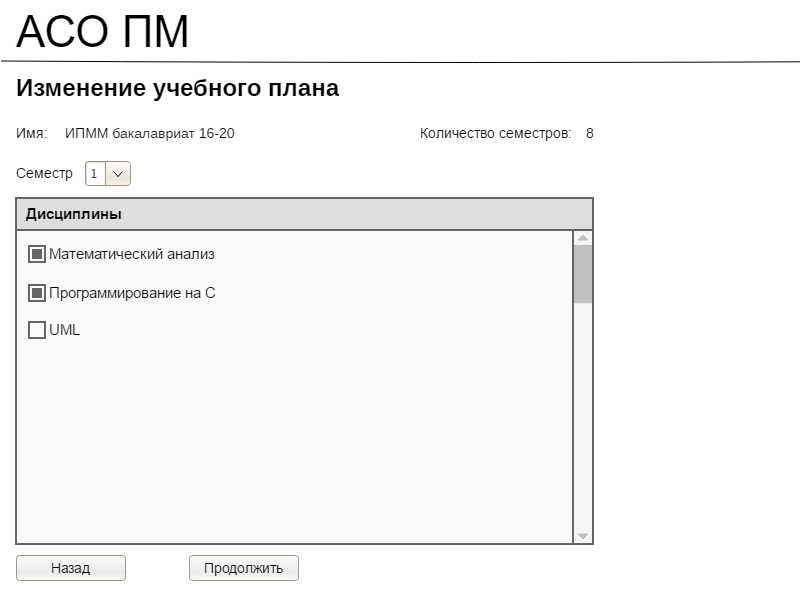 АСО ПМ
Изменение учебного плана
Имя: ИПММ бакалавриат 16-20 Количество семестров: 8
Семестр 1
Дисциплины
Математический анализ
Программирование на С
UML
Назад Продолжить